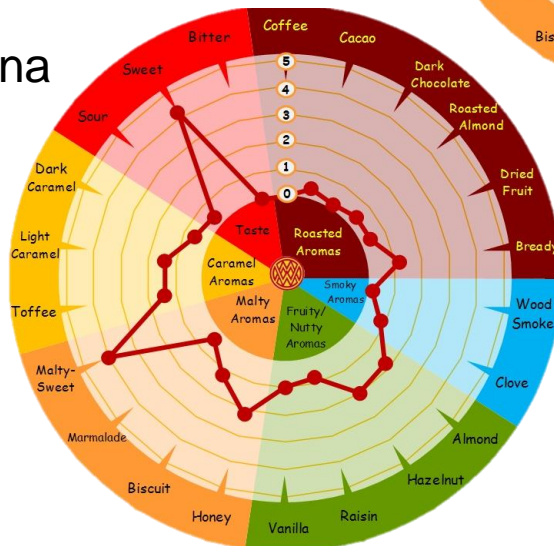 na
Bis
Coffee
Cacao
Dark
Chocolate
Roasted
Almond
Dried
Fruit
Bready
Wood
Smoke
Clove
Almond
Hazelnut
Raisin
Vanilla
Honey
Biscuit
Marmalade
Malty-
Sweet
Toffee
Light
Caramel
Dark
Caramel
Sour
Sweet
Bitter
5
4
3
2
1
0
Taste
Roasted
Aromas
Caramel
Aromas
Smoky
Aromas
Malty
Aromas
Fruity/
Nutty
Aromas